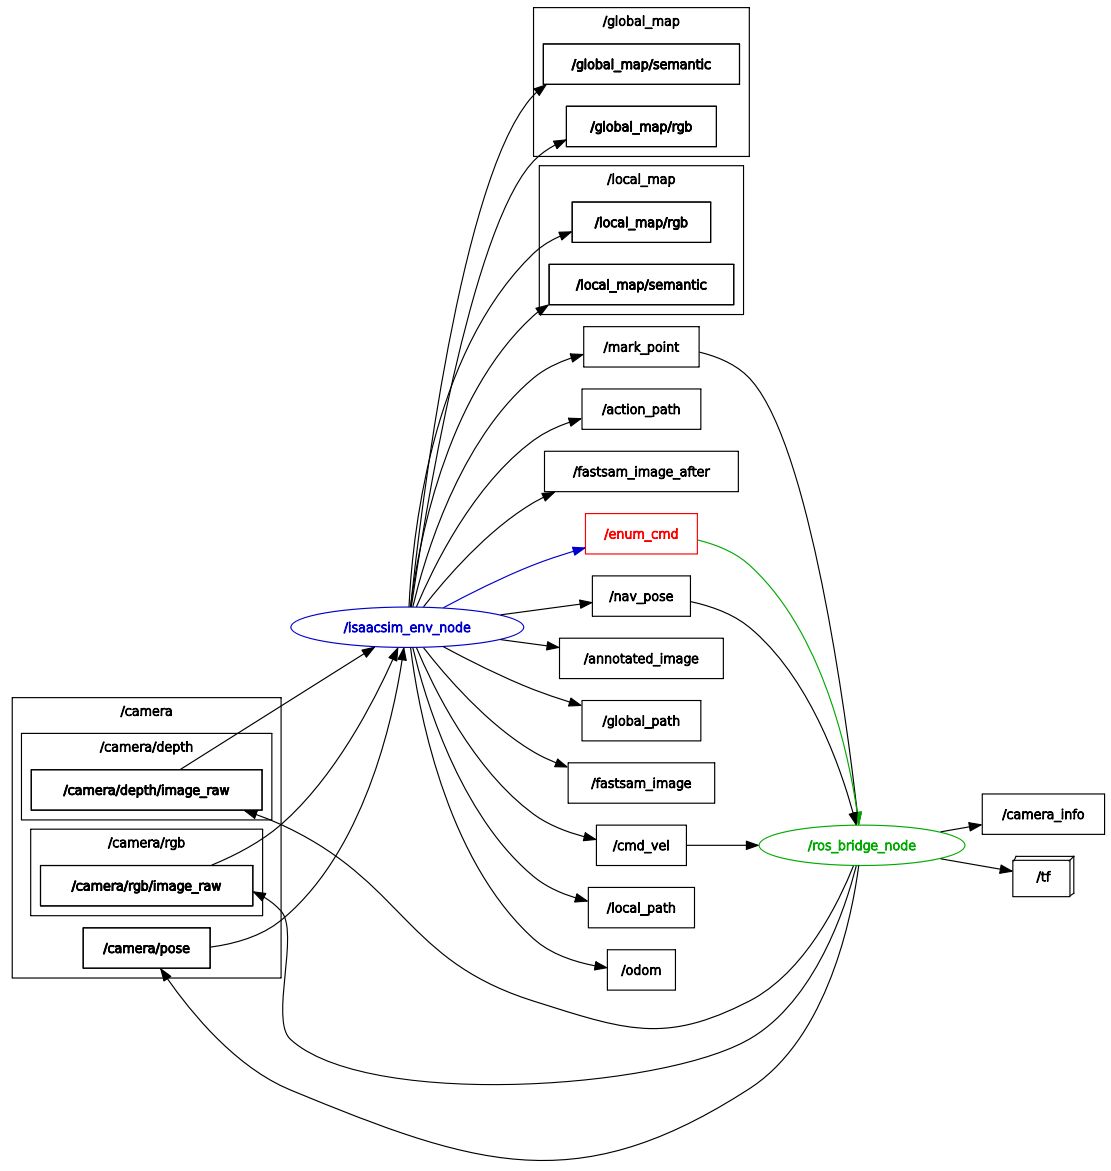 /global_map
/global_map/semantic
/global_map/rgb
/local_map
/local_map/rgb
/local_map/semantic
/mark_point
/action_path
/fastsam_image_after
/enum_cmd
/nav_pose
/isaacsim_env_node
/annotated_image
/global_path
/camera
/camera/depth
/camera/depth/image_raw
/fastsam_image
/camera/rgb
/camera/rgb/image_raw
/cmd_vel
/ros_bridge_node
/camera_info
/tf
/local_path
/camera/pose
/odom